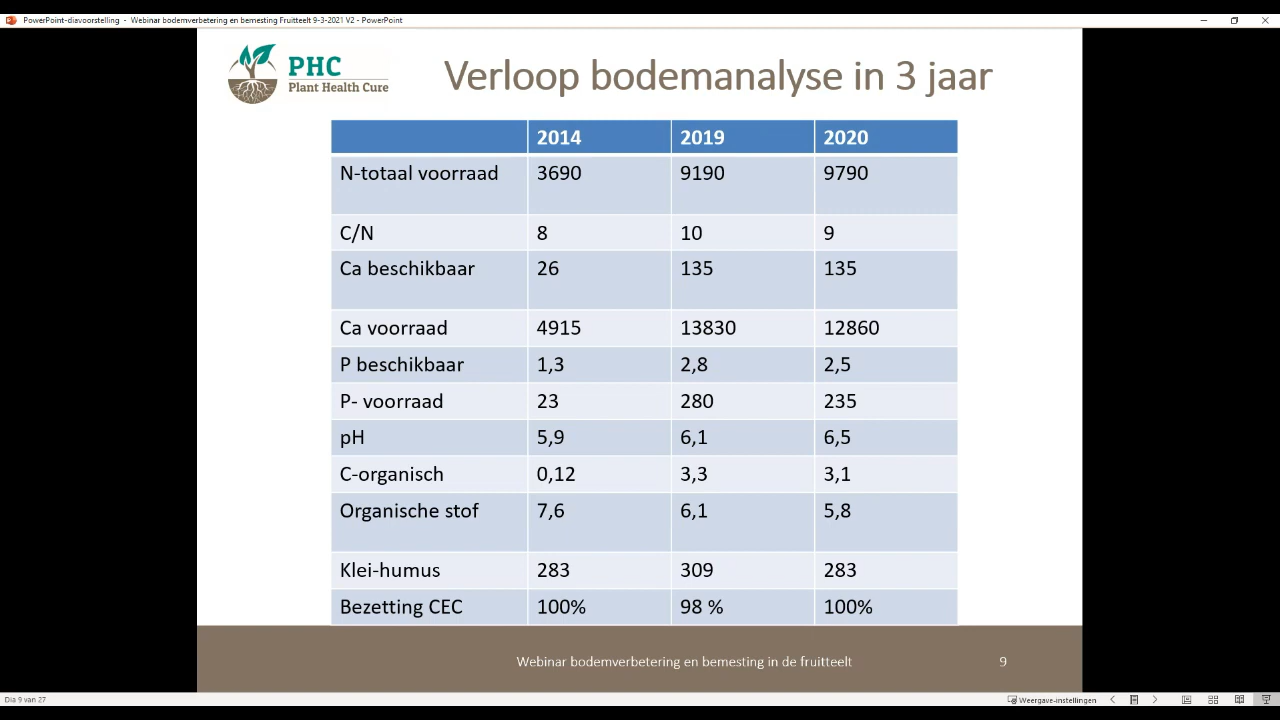 PowerPoint-diavoorstelling - Webinar bodemverbetering en bemesting Fruitteelt 9-3-2021 V2 - PowerPoint
PHC
Plant Health Cure
Verloop bodemanalyse in 3 jaar
2014 2019 2020
N-totaal voorraad 3690 9190 9790
C/N 8 10 9
Ca beschikbaar 26 135 135
Ca voorraad 4915 13830 12860
P beschikbaar 1,3 2,8 2,5
P- voorraad 23 280 235
pH 5,9 6,1 6,5
C-organisch 0,12 3,3 3,1
Organische stof 7,6 6,1 5,8
Klei-humus 283 309 283
Bezetting CEC 100% 98 % 100%
Webinar bodemverbetering en bemesting in de fruitteelt 9
Dia 9 van 27 Weergave-instellingen